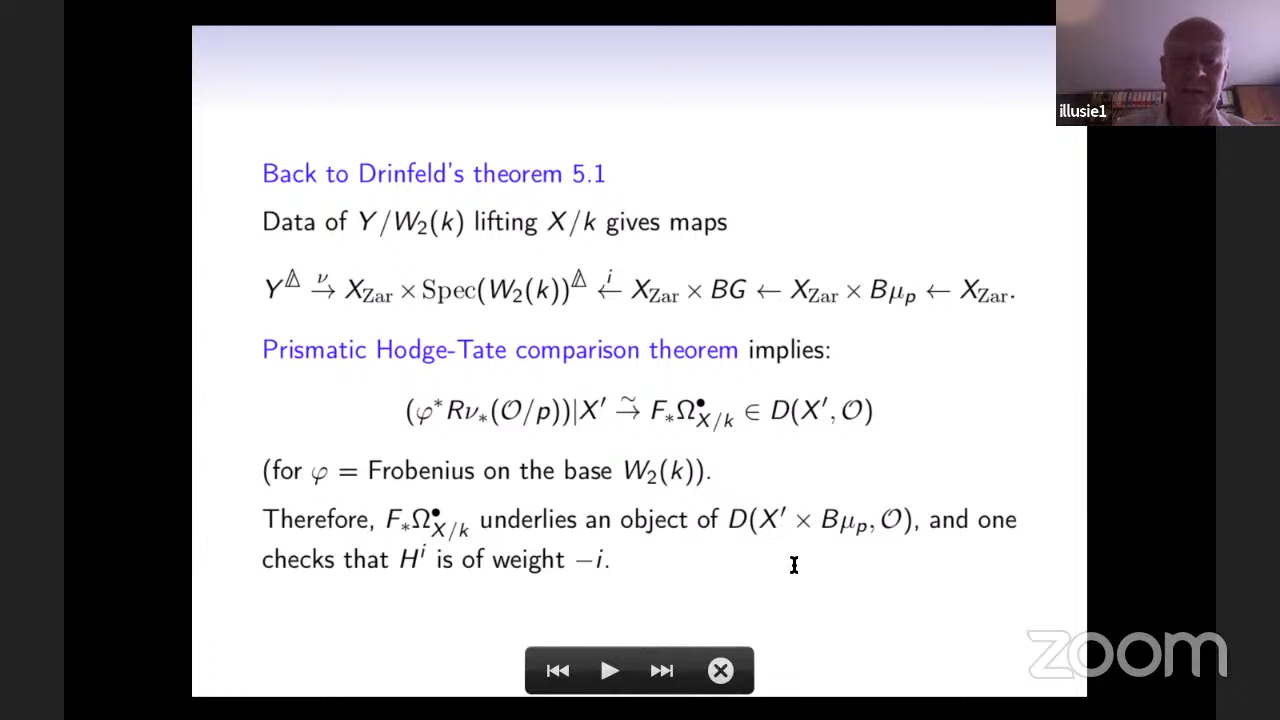 illusie1
Back to Drinfeld's theorem 5.1
Data of Y/W₂(k) lifting X/k gives maps
Y^𝚫 →^ν X_Zar × Spec(W₂(k))^𝚫 ←^i X_Zar × BG ← X_Zar × Bμ_p ← X_Zar.
Prismatic Hodge-Tate comparison theorem implies:
(φ*Rν_*(𝒪/p))|X′ →^∼ F_*Ω^•_{X/k} ∈ D(X′, 𝒪)
(for φ = Frobenius on the base W₂(k)).
Therefore, F_*Ω^•_{X/k} underlies an object of D(X′ × Bμ_p, 𝒪), and one
checks that H^i is of weight −i.
zoom